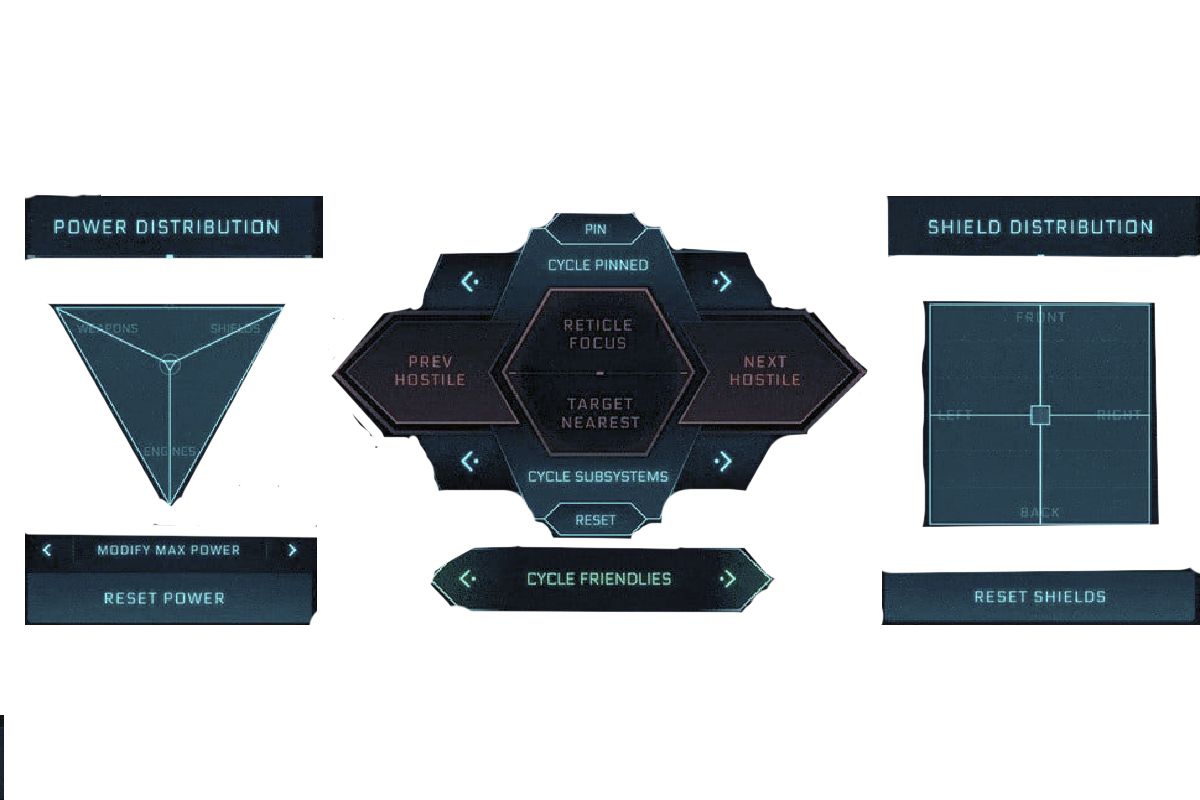 POWER DISTRIBUTION
WEAPONS
SHIELDS
ENGINES
MODIFY MAX POWER
RESET POWER
PIN
CYCLE PINNED
RETICLE
FOCUS
PREV
HOSTILE
NEXT
HOSTILE
TARGET
NEAREST
CYCLE SUBSYSTEMS
RESET
CYCLE FRIENDLIES
SHIELD DISTRIBUTION
FRONT
LEFT
RIGHT
BACK
RESET SHIELDS